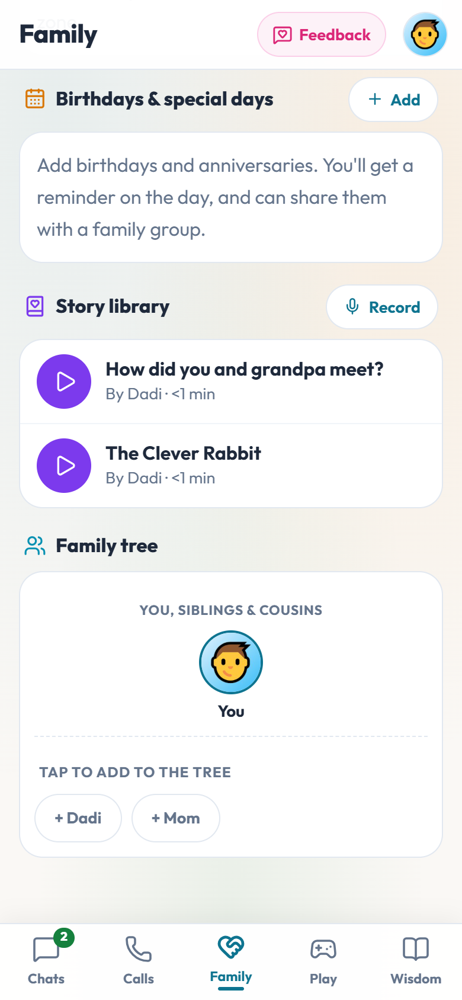 zone
Family
Feedback
Birthdays & special days
Add
Add birthdays and anniversaries. You'll get a
reminder on the day, and can share them
with a family group.
Story library
Record
How did you and grandpa meet?
By Dadi · <1 min
The Clever Rabbit
By Dadi · <1 min
Family tree
YOU, SIBLINGS & COUSINS
You
TAP TO ADD TO THE TREE
+ Dadi
+ Mom
2
Chats
Calls
Family
Play
Wisdom